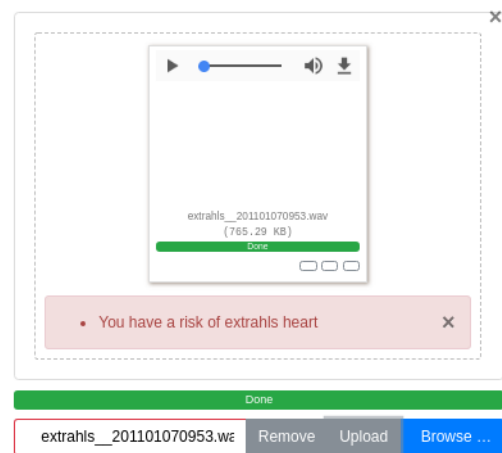 ×
extrahls__201101070953.wav
(765.29 KB)
Done
You have a risk of extrahls heart ×
Done
extrahls__201101070953.wa Remove Upload Browse …